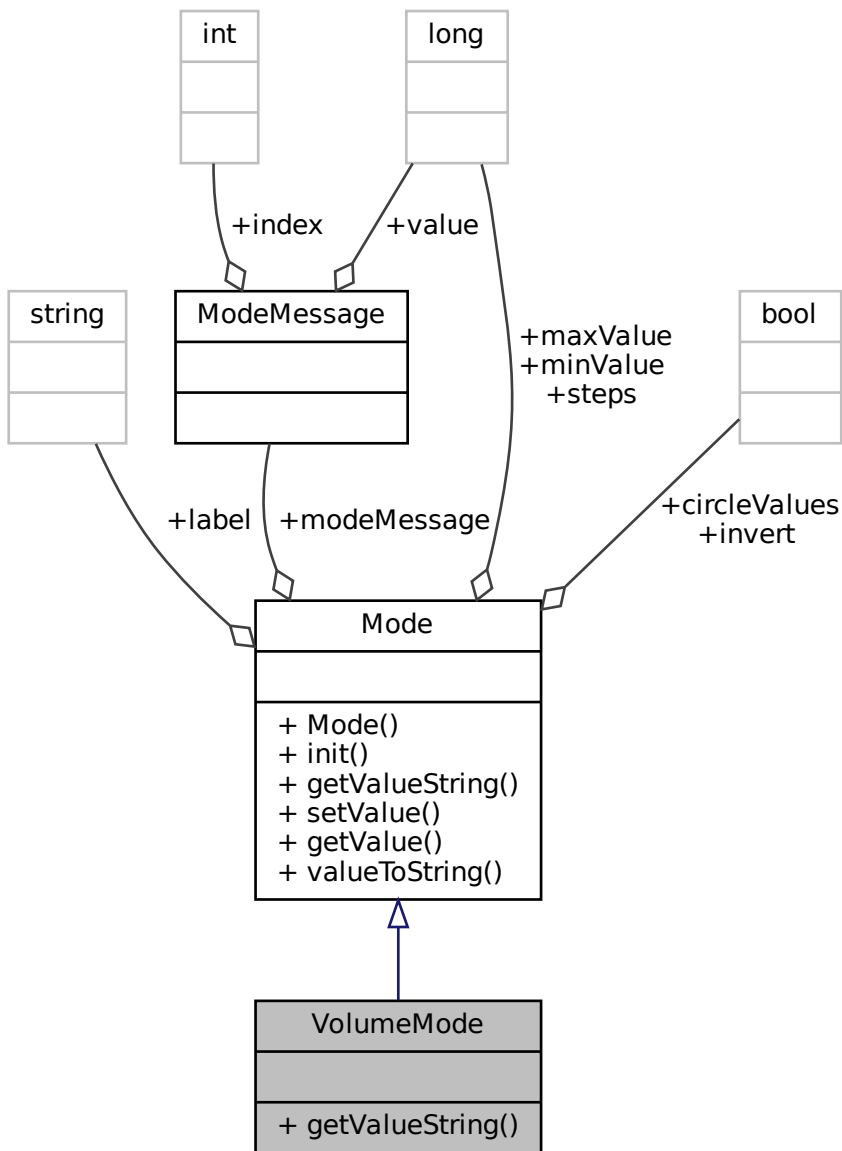 int
long
+index
+value
string
ModeMessage
bool
+maxValue
+minValue
+steps
+label
+modeMessage
+circleValues
+invert
Mode
+ Mode()
+ init()
+ getValueString()
+ setValue()
+ getValue()
+ valueToString()
VolumeMode
+ getValueString()